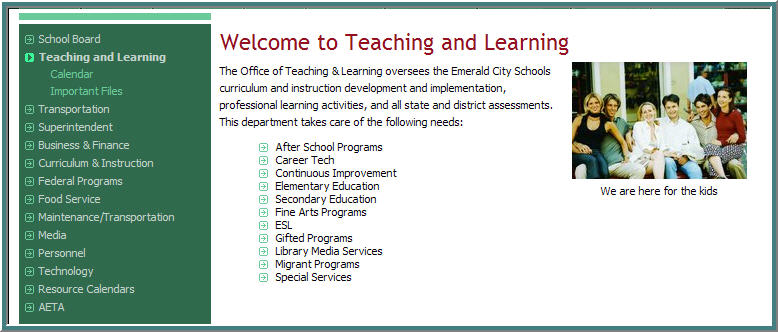 School Board
Teaching and Learning
Calendar
Important Files
Transportation
Superintendent
Business & Finance
Curriculum & Instruction
Federal Programs
Food Service
Maintenance/Transportation
Media
Personnel
Technology
Resource Calendars
AETA
Welcome to Teaching and Learning
The Office of Teaching & Learning oversees the Emerald City Schools
curriculum and instruction development and implementation,
professional learning activities, and all state and district assessments.
This department takes care of the following needs:
After School Programs
Career Tech
Continuous Improvement
Elementary Education
Secondary Education
Fine Arts Programs
ESL
Gifted Programs
Library Media Services
Migrant Programs
Special Services
We are here for the kids